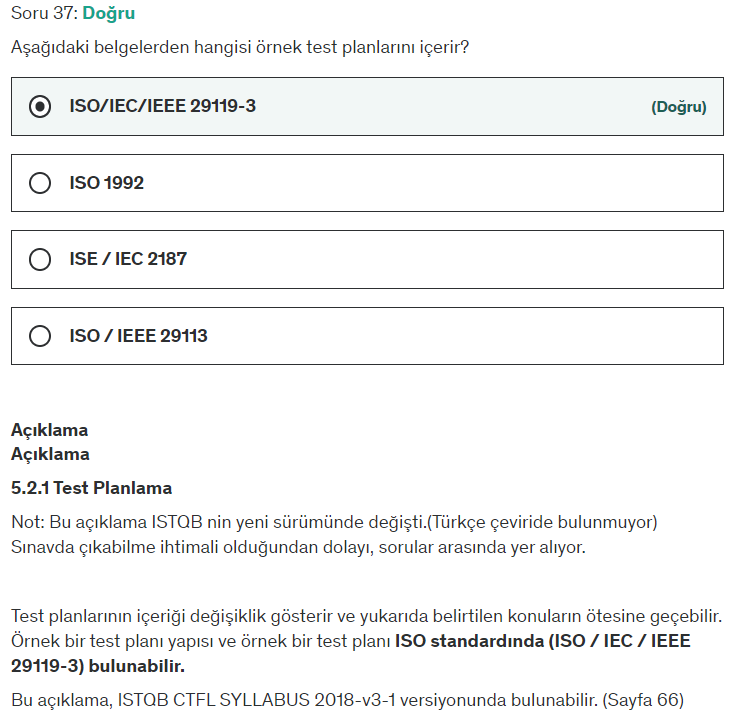 Soru 37: Doğru
Aşağıdaki belgelerden hangisi örnek test planlarını içerir?
ISO/IEC/IEEE 29119-3 (Doğru)
ISO 1992
ISE / IEC 2187
ISO / IEEE 29113
Açıklama
Açıklama
5.2.1 Test Planlama
Not: Bu açıklama ISTQB nin yeni sürümünde değişti.(Türkçe çeviride bulunmuyor)
Sınavda çıkabilme ihtimali olduğundan dolayı, sorular arasında yer alıyor.
Test planlarının içeriği değişiklik gösterir ve yukarıda belirtilen konuların ötesine geçebilir.
Örnek bir test planı yapısı ve örnek bir test planı ISO standardında (ISO / IEC / IEEE
29119-3) bulunabilir.
Bu açıklama, ISTQB CTFL SYLLABUS 2018-v3-1 versiyonunda bulunabilir. (Sayfa 66)